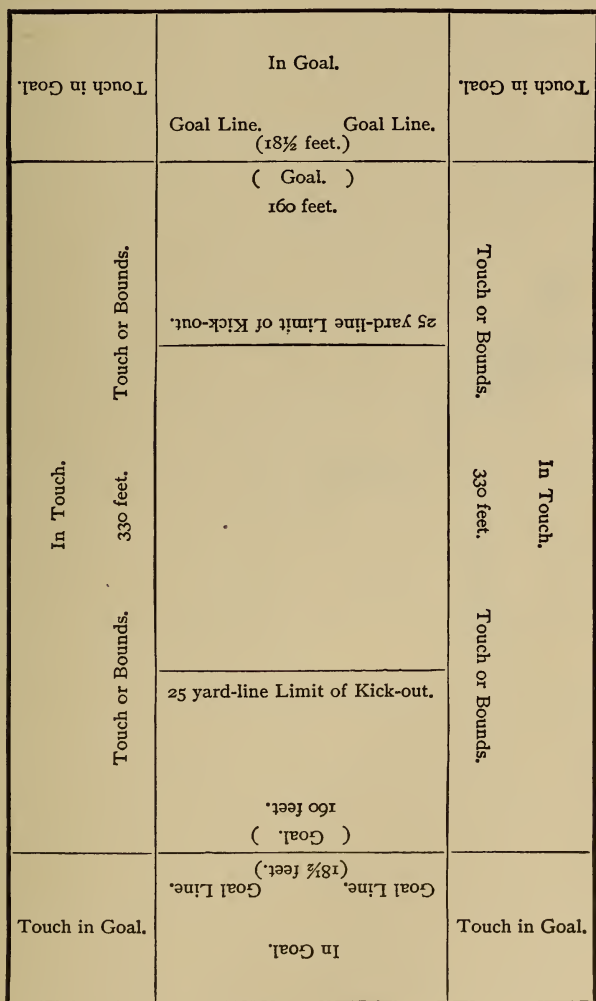 Touch in Goal.
In Goal.
Touch in Goal.
Goal Line. Goal Line.
(18½ feet.)
( Goal. )
160 feet.
Touch or Bounds.
Touch or Bounds.
25 yard-line Limit of Kick-out.
In Touch.
330 feet.
330 feet.
In Touch.
Touch or Bounds.
Touch or Bounds.
25 yard-line Limit of Kick-out.
160 feet.
( Goal. )
(18½ feet.)
Goal Line. Goal Line.
Touch in Goal.
In Goal.
Touch in Goal.